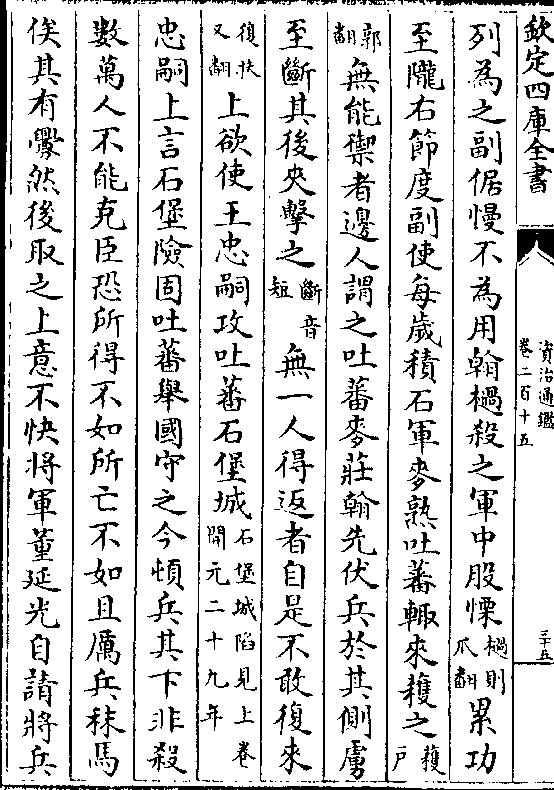 欽定四庫全書
資治通鑑
卷二百十五
三十五
列為之副倨慢不為用翰檛殺之軍中股慄檛則爪翻累功
至隴右節度副使每歲積石軍麥熟吐蕃輒來穫之穫戸
郭翻無能禦者邊人謂之吐蕃麥莊翰先伏兵於其側虜
至斷其後夾擊之斷音短無一人得返者自是不敢復來
復扶又翻上欲使王忠嗣攻吐蕃石堡城石堡城陷見上卷開元二十九年
忠嗣上言石堡險固吐蕃舉國守之今頓兵其下非殺
數萬人不能克臣恐所得不如所亡不如且厲兵秣馬
俟其有釁然後取之上意不快將軍董延光自請將兵